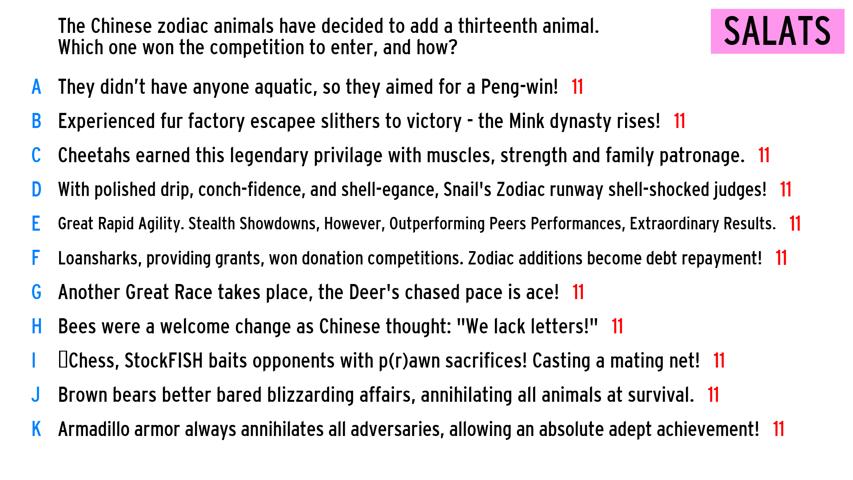 The Chinese zodiac animals have decided to add a thirteenth animal.
Which one won the competition to enter, and how?
SALATS
A They didn't have anyone aquatic, so they aimed for a Peng-win! 11
B Experienced fur factory escapee slithers to victory - the Mink dynasty rises! 11
C Cheetahs earned this legendary privilage with muscles, strength and family patronage. 11
D With polished drip, conch-fidence, and shell-egance, Snail's Zodiac runway shell-shocked judges! 11
E Great Rapid Agility. Stealth Showdowns, However, Outperforming Peers Performances, Extraordinary Results. 11
F Loansharks, providing grants, won donation competitions. Zodiac additions become debt repayment! 11
G Another Great Race takes place, the Deer's chased pace is ace! 11
H Bees were a welcome change as Chinese thought: "We lack letters!" 11
I Chess, StockFISH baits opponents with p(r)awn sacrifices! Casting a mating net! 11
J Brown bears better bared blizzarding affairs, annihilating all animals at survival. 11
K Armadillo armor always annihilates all adversaries, allowing an absolute adept achievement! 11